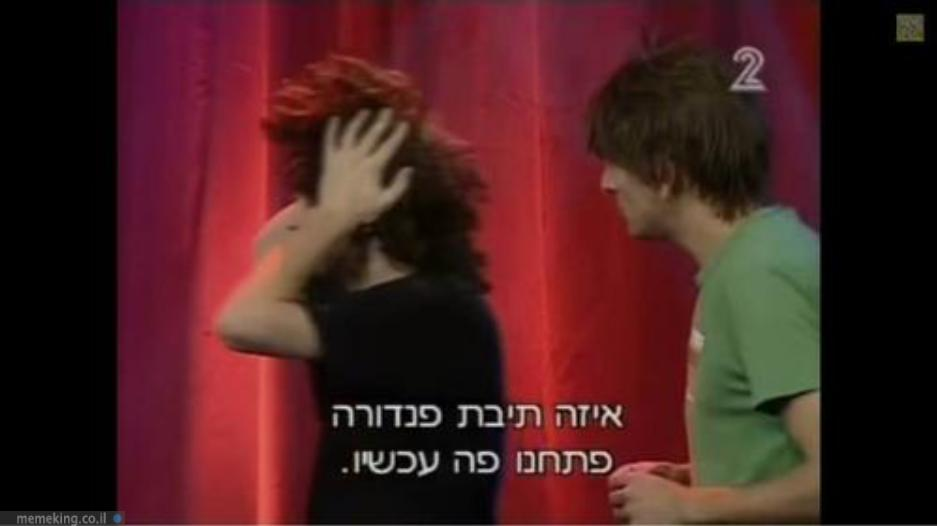 2
איזה תיבת פנדורה
פתחנו פה עכשיו.
memeking.co.il